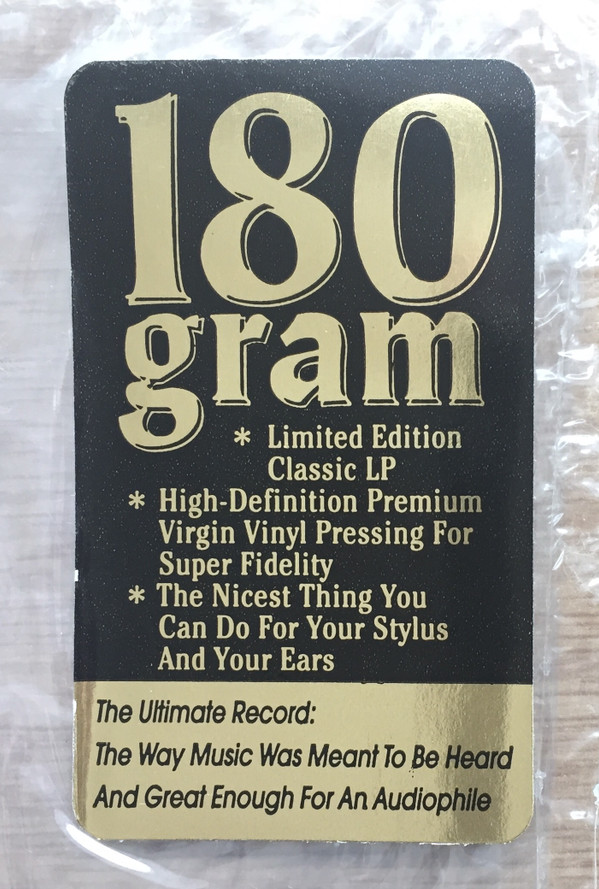 180
gram
* Limited Edition
Classic LP
* High-Definition Premium
Virgin Vinyl Pressing For
Super Fidelity
* The Nicest Thing You
Can Do For Your Stylus
And Your Ears
The Ultimate Record:
The Way Music Was Meant To Be Heard
And Great Enough For An Audiophile